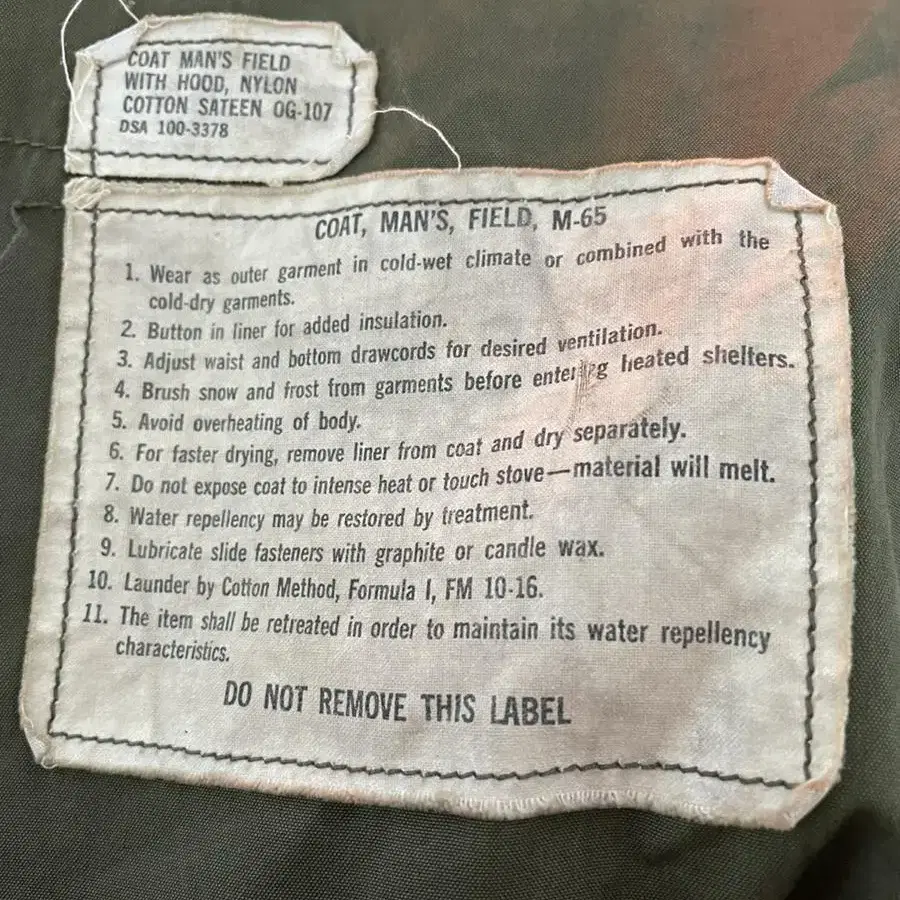 COAT MAN'S FIELD
WITH HOOD, NYLON
COTTON SATEEN OG-107
DSA 100-3378
COAT, MAN'S, FIELD, M-65
1. Wear as outer garment in cold-wet climate or combined with the
cold-dry garments.
2. Button in liner for added insulation.
3. Adjust waist and bottom drawcords for desired ventilation.
4. Brush snow and frost from garments before entering heated shelters.
5. Avoid overheating of body.
6. For faster drying, remove liner from coat and dry separately.
7. Do not expose coat to intense heat or touch stove—material will melt.
8. Water repellency may be restored by treatment.
9. Lubricate slide fasteners with graphite or candle wax.
10. Launder by Cotton Method, Formula I, FM 10-16.
11. The item shall be retreated in order to maintain its water repellency
characteristics.
DO NOT REMOVE THIS LABEL